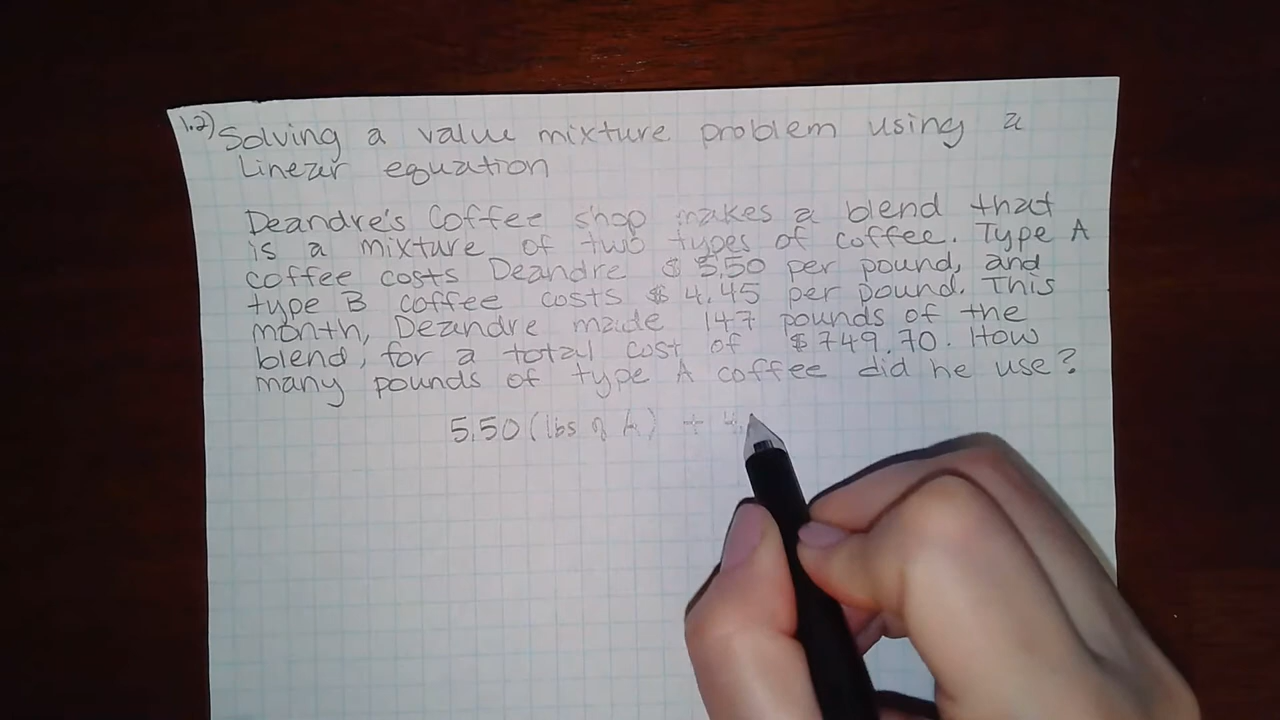 1.2) Solving a value mixture problem using a
linear equation
Deandre's Coffee shop makes a blend that
is a mixture of two types of coffee. Type A
coffee costs Deandre $ 5.50 per pound, and
type B coffee costs $ 4.45 per pound. This
month, Deandre made 147 pounds of the
blend, for a total cost of $749.70. How
many pounds of type A coffee did he use?
5.50 (lbs of A) + 4.